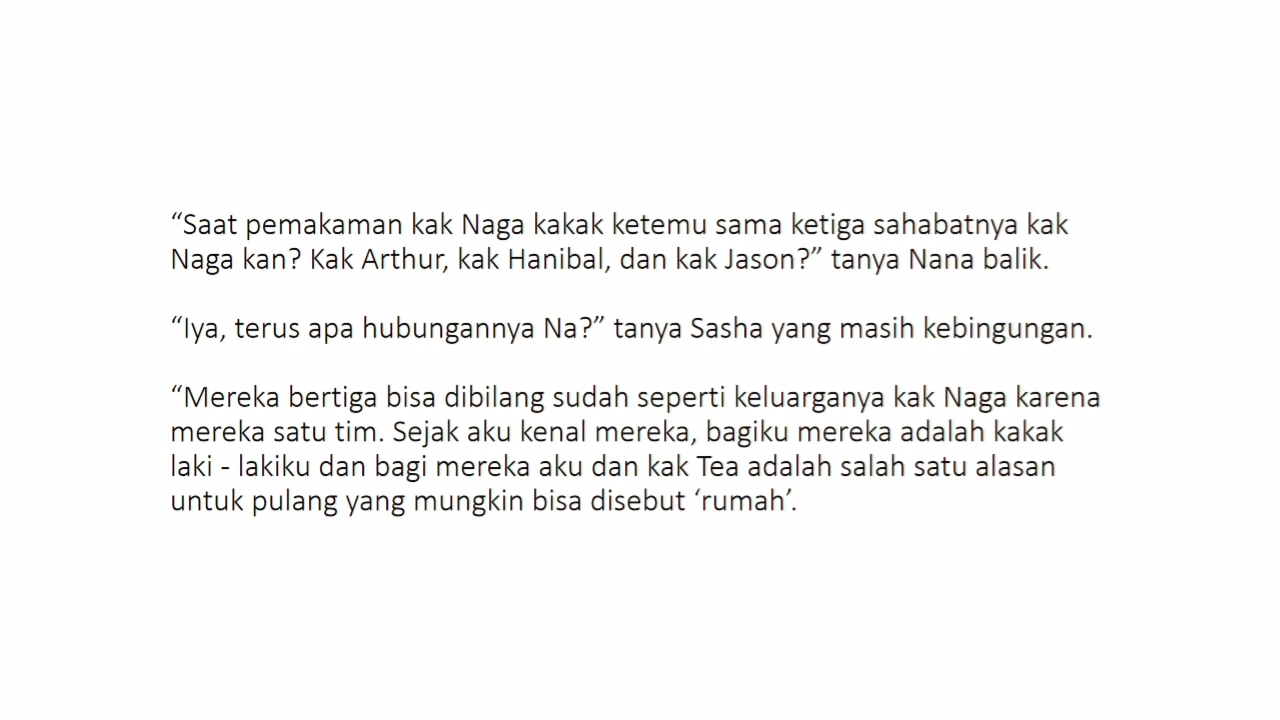 “Saat pemakaman kak Naga kakak ketemu sama ketiga sahabatnya kak
Naga kan? Kak Arthur, kak Hanibal, dan kak Jason?” tanya Nana balik.
“Iya, terus apa hubungannya Na?” tanya Sasha yang masih kebingungan.
“Mereka bertiga bisa dibilang sudah seperti keluarganya kak Naga karena
mereka satu tim. Sejak aku kenal mereka, bagiku mereka adalah kakak
laki - lakiku dan bagi mereka aku dan kak Tea adalah salah satu alasan
untuk pulang yang mungkin bisa disebut ‘rumah’.